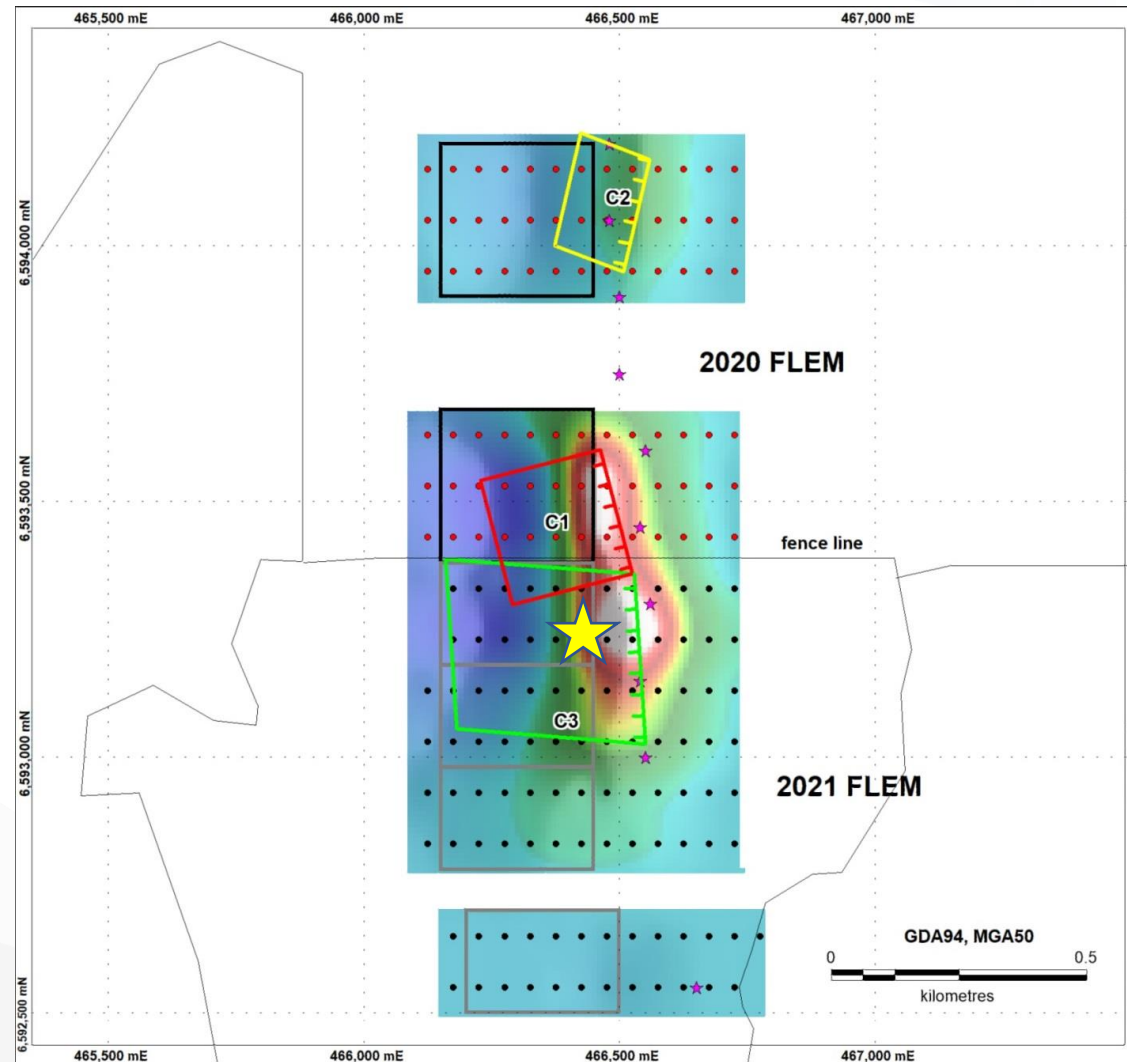 465,500 mE 466,000 mE 466,500 mE 467,000 mE
C2
6,594,000 mN
2020 FLEM
6,593,500 mN
C1
fence line
C3
6,593,000 mN
2021 FLEM
GDA94, MGA50
0 0.5
kilometres
6,592,500 mN
465,500 mE 466,000 mE 466,500 mE 467,000 mE